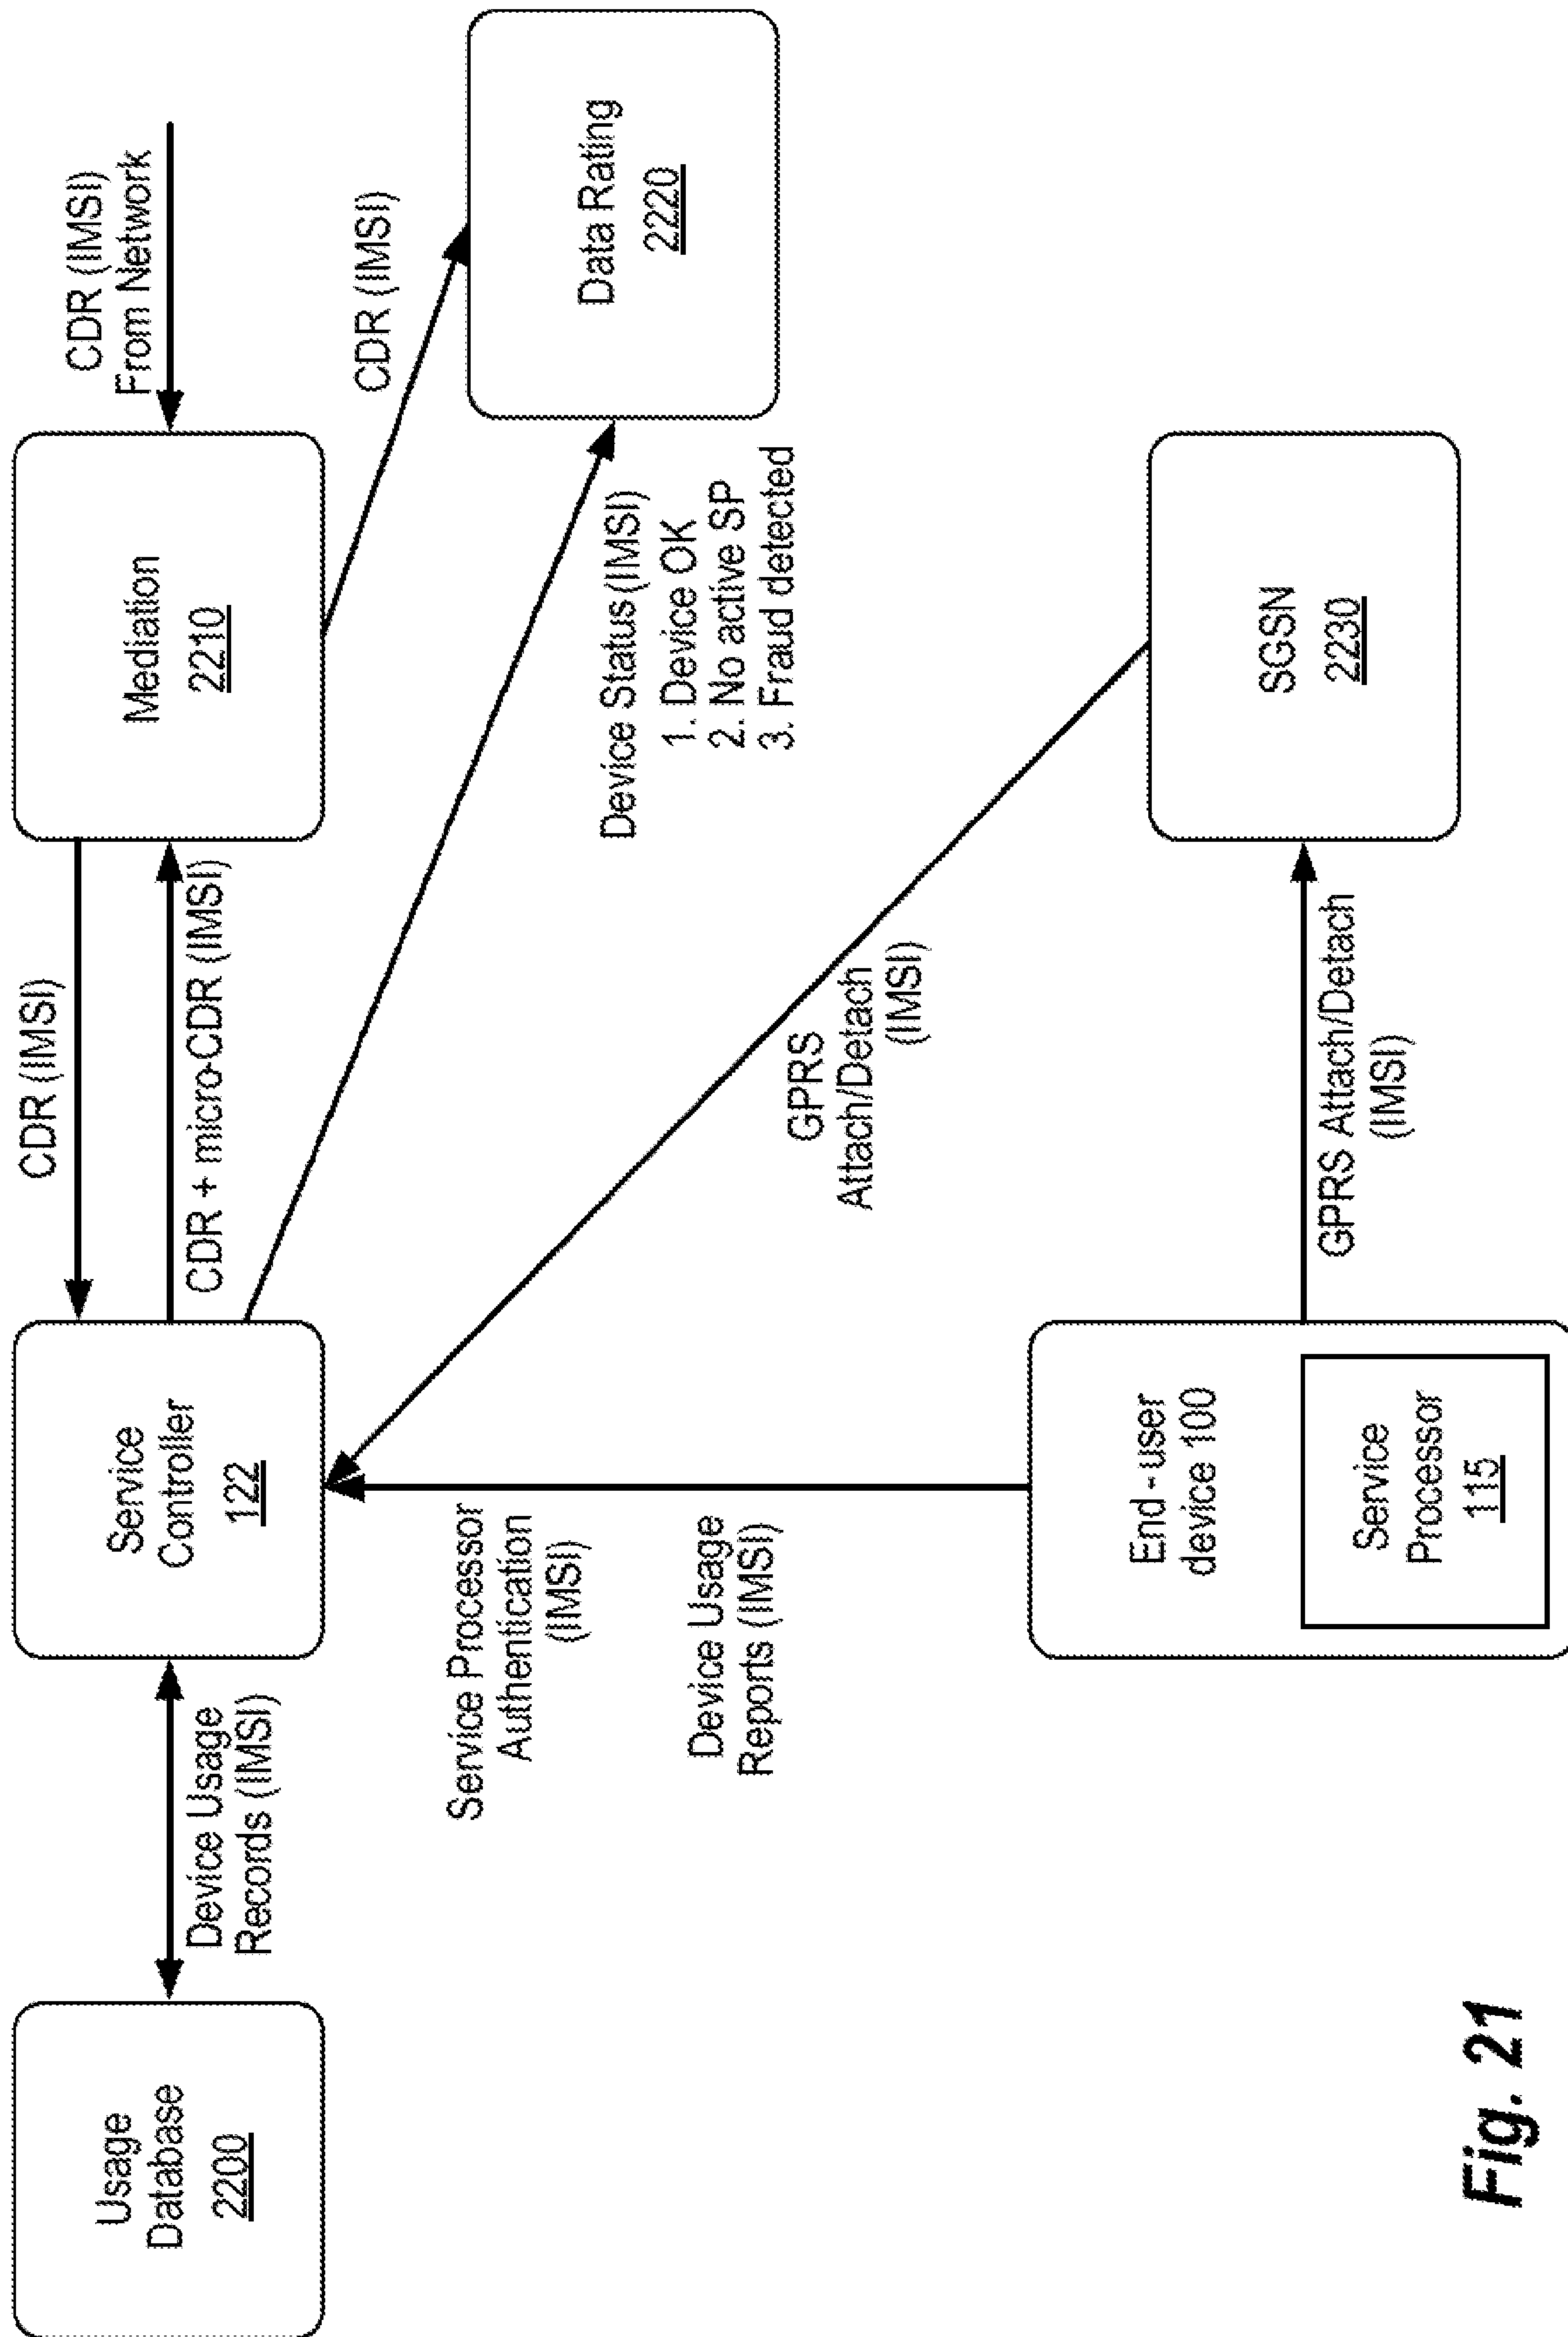 Usage
Database
2200
Device Usage
Records (IMSI)
Service
Controller
122
CDR (IMSI)
CDR + micro-CDR (IMSI)
Mediation
2210
CDR (IMSI)
From Network
CDR (IMSI)
Data Rating
2220
Device Status (IMSI)
1. Device OK
2. No active SP
3. Fraud detected
Service Processor
Authentication
(IMSI)
Device Usage
Reports (IMSI)
GPRS
Attach/Detach
(IMSI)
End-user
device 100
Service
Processor
115
GPRS Attach/Detach
(IMSI)
SGSN
2230
Fig. 21